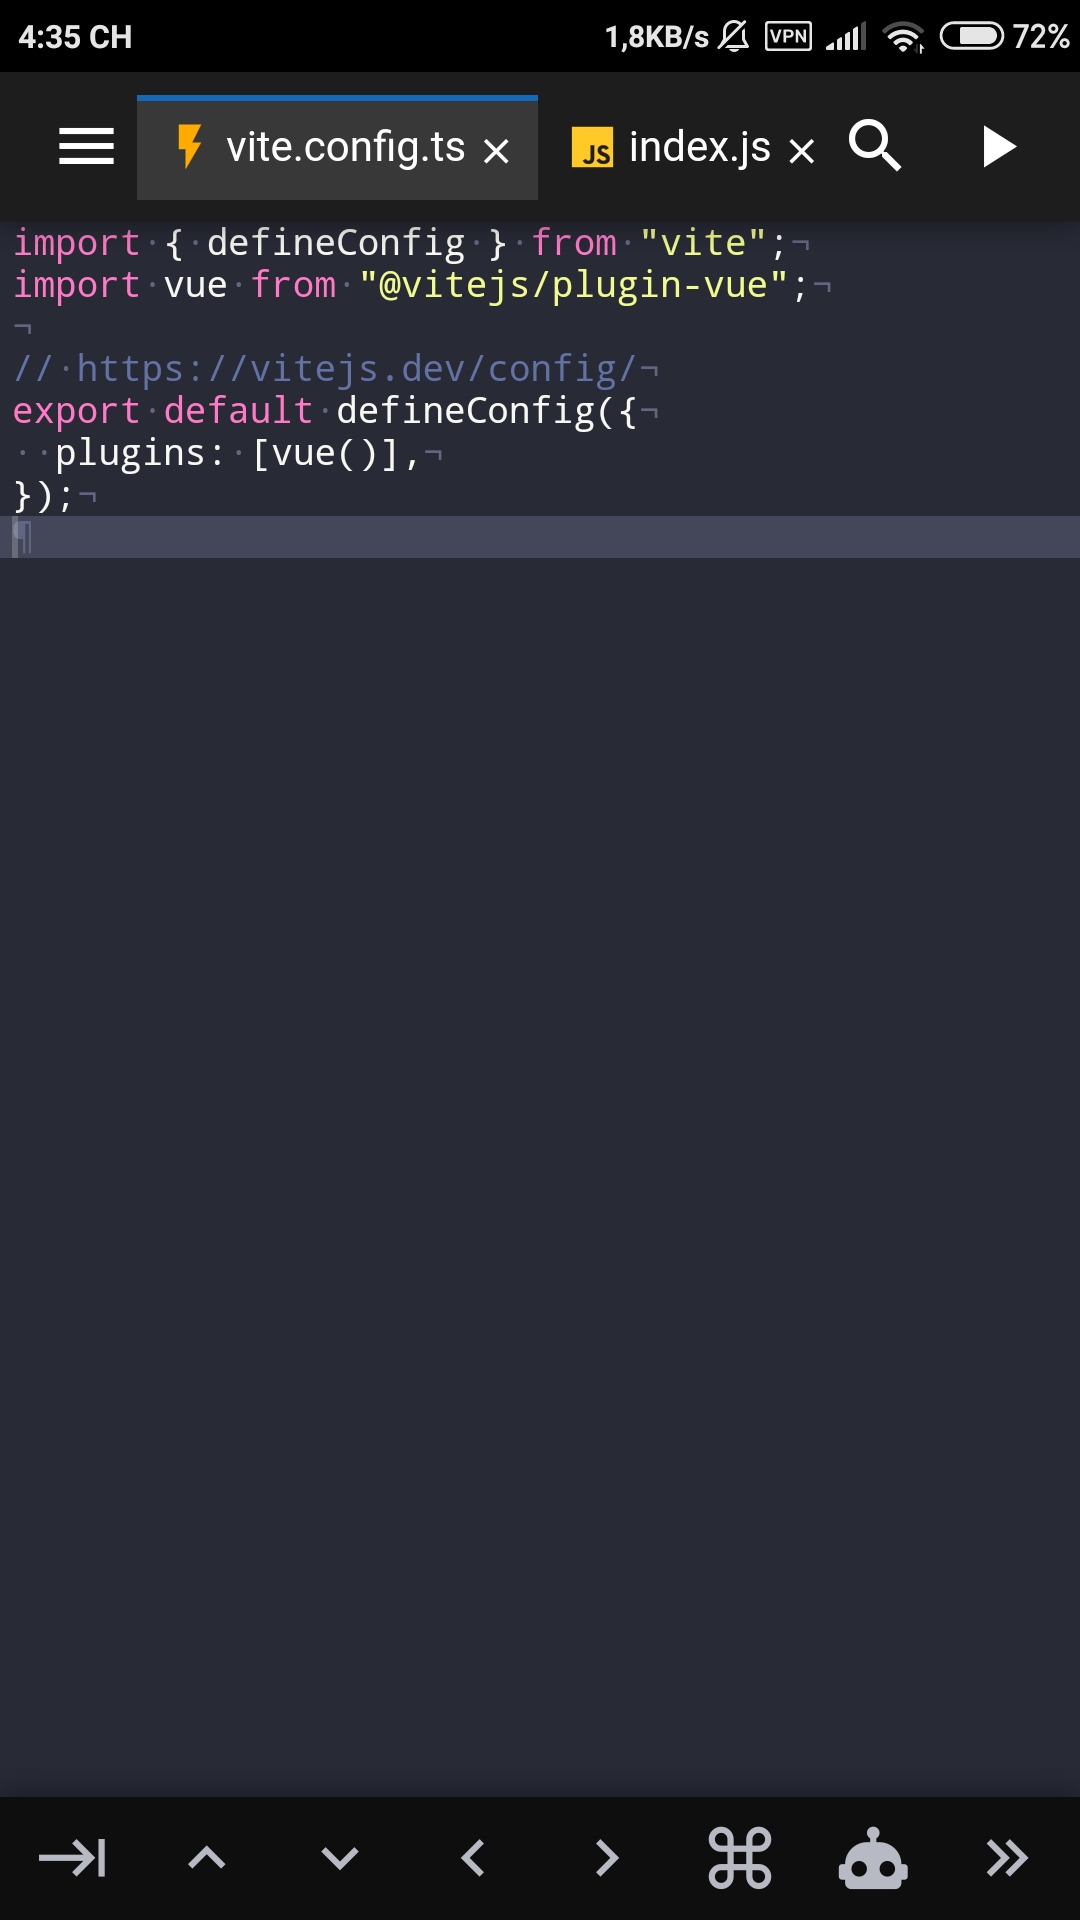 4:35 CH 1,8KB/s VPN 72%
vite.config.ts × JS index.js ×
import·{·defineConfig·}·from·"vite";¬
import·vue·from·"@vitejs/plugin-vue";¬
¬
//·https://vitejs.dev/config/¬
export·default·defineConfig({¬
··plugins:·[vue()],¬
});¬
¶